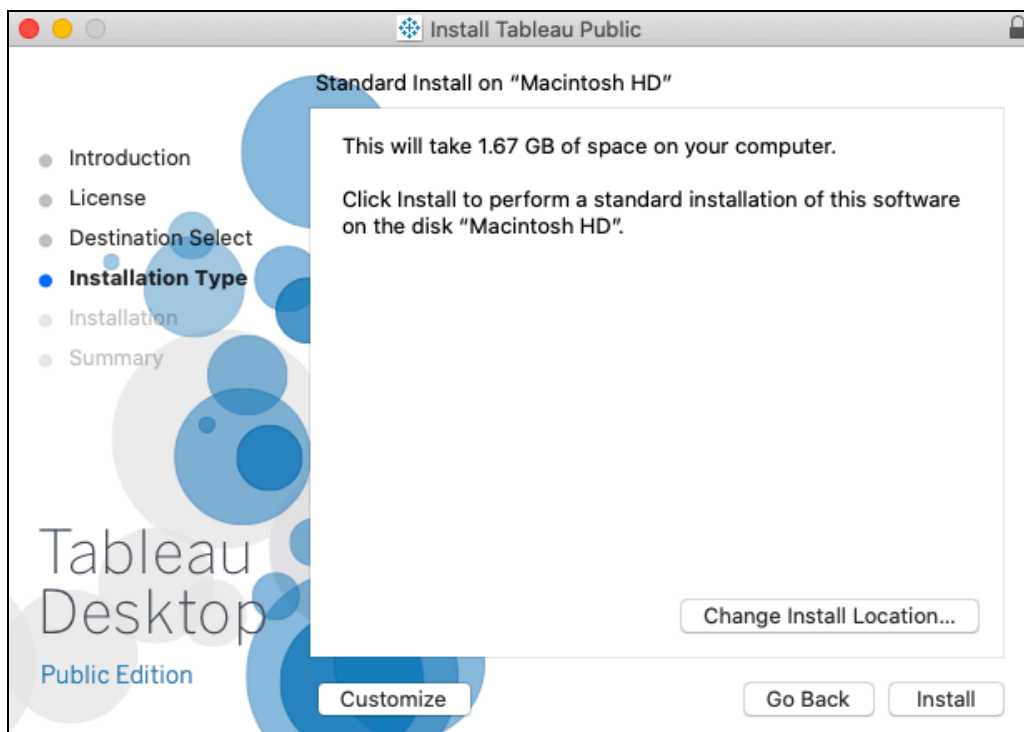 Install Tableau Public
Standard Install on “Macintosh HD”
Introduction
License
Destination Select
Installation Type
Installation
Summary
This will take 1.67 GB of space on your computer.
Click Install to perform a standard installation of this software
on the disk “Macintosh HD”.
Tableau
Desktop
Public Edition
Change Install Location...
Customize
Go Back
Install